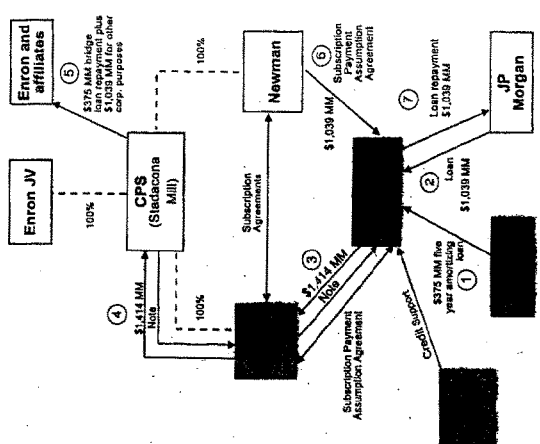 Enron JV
Enron and
affiliates
5
$375 MM bridge
loan repayment plus
$1,039 MM for other
corp. purposes
100%
4
$1,414 MM
Note
CPS
(Stadacona
Mill)
100%
100%
Subscription
Agreements
Newman
3
$1,414 MM
Note
Subscription Payment
Assumption Agreement
$1,039 MM
6
Subscription
Payment
Assumption
Agreement
Credit Support
$375 MM five
year amortizing
loan
1
2
Loan
$1,039 MM
7
Loan repayment
$1,039 MM
JP
Morgan